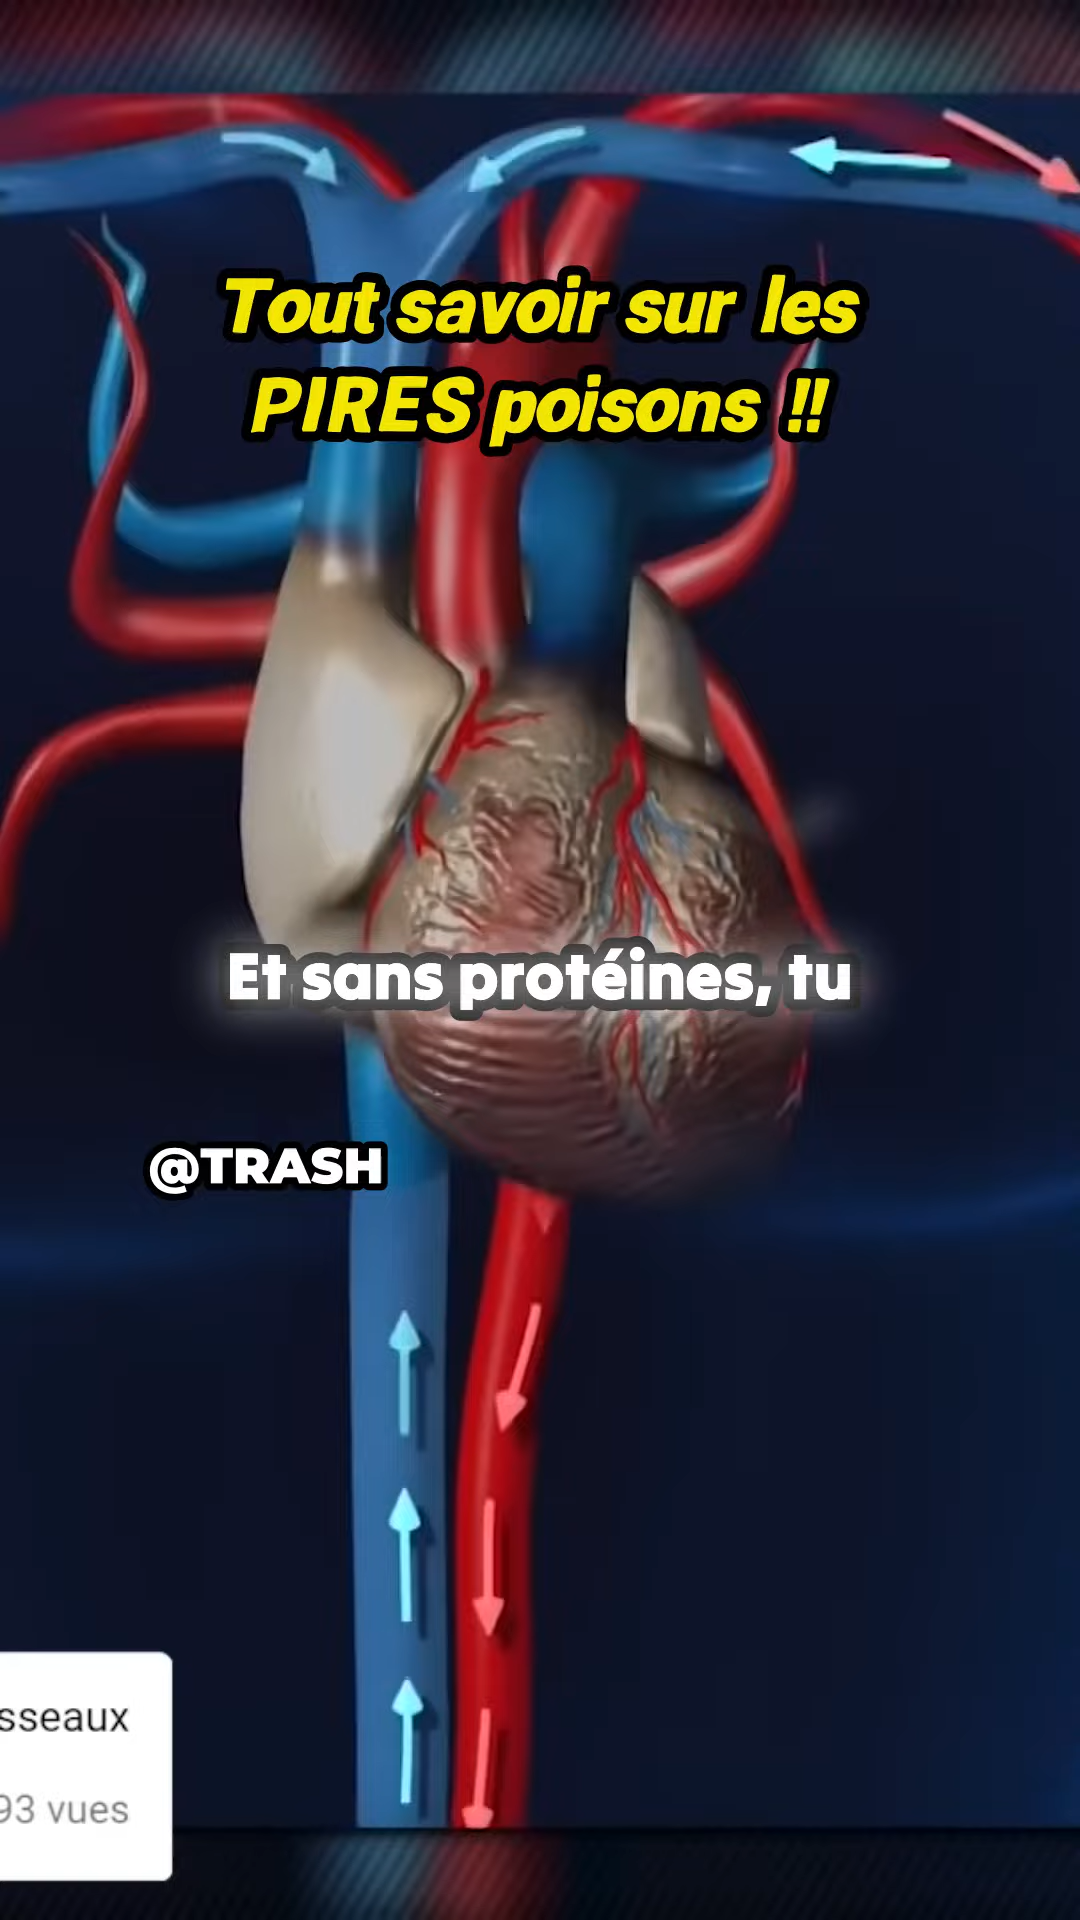 Tout savoir sur les
PIRES poisons !!
Et sans protéines, tu
@TRASH
sseaux
93 vues